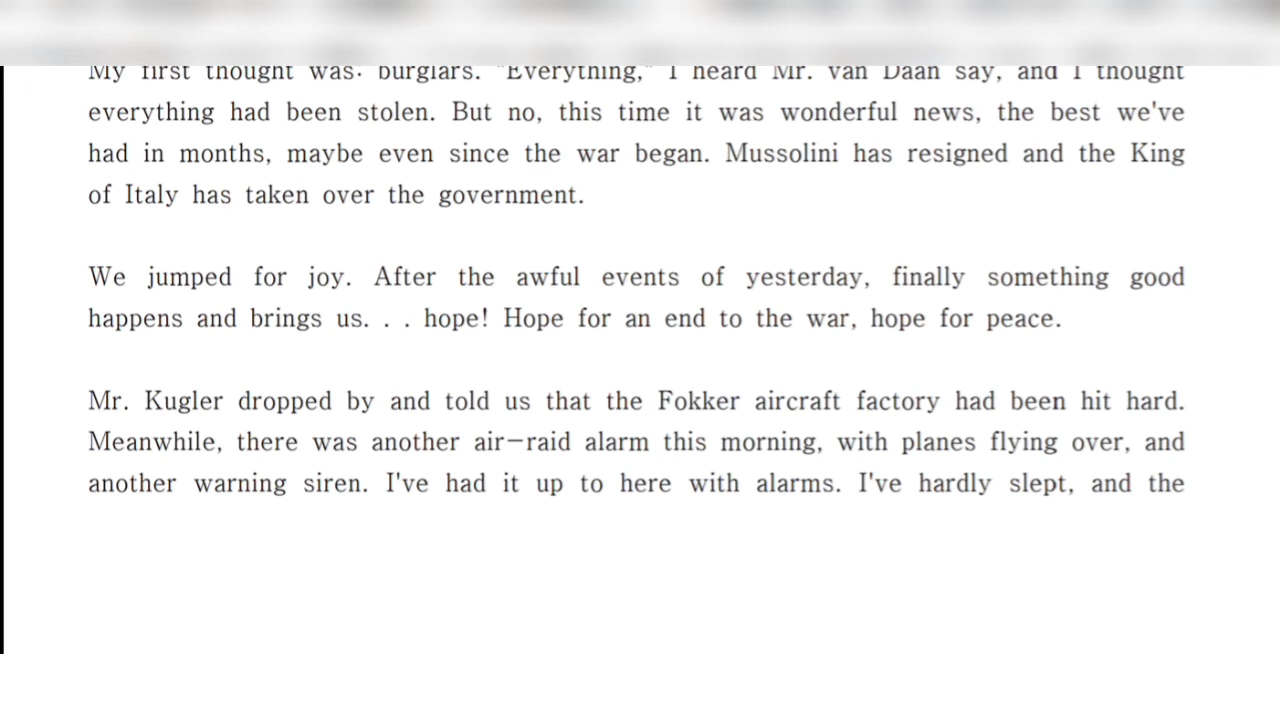 My first thought was: burglars. "Everything," I heard Mr. van Daan say, and I thought
everything had been stolen. But no, this time it was wonderful news, the best we've
had in months, maybe even since the war began. Mussolini has resigned and the King
of Italy has taken over the government.
We jumped for joy. After the awful events of yesterday, finally something good
happens and brings us. . . hope! Hope for an end to the war, hope for peace.
Mr. Kugler dropped by and told us that the Fokker aircraft factory had been hit hard.
Meanwhile, there was another air-raid alarm this morning, with planes flying over, and
another warning siren. I've had it up to here with alarms. I've hardly slept, and the